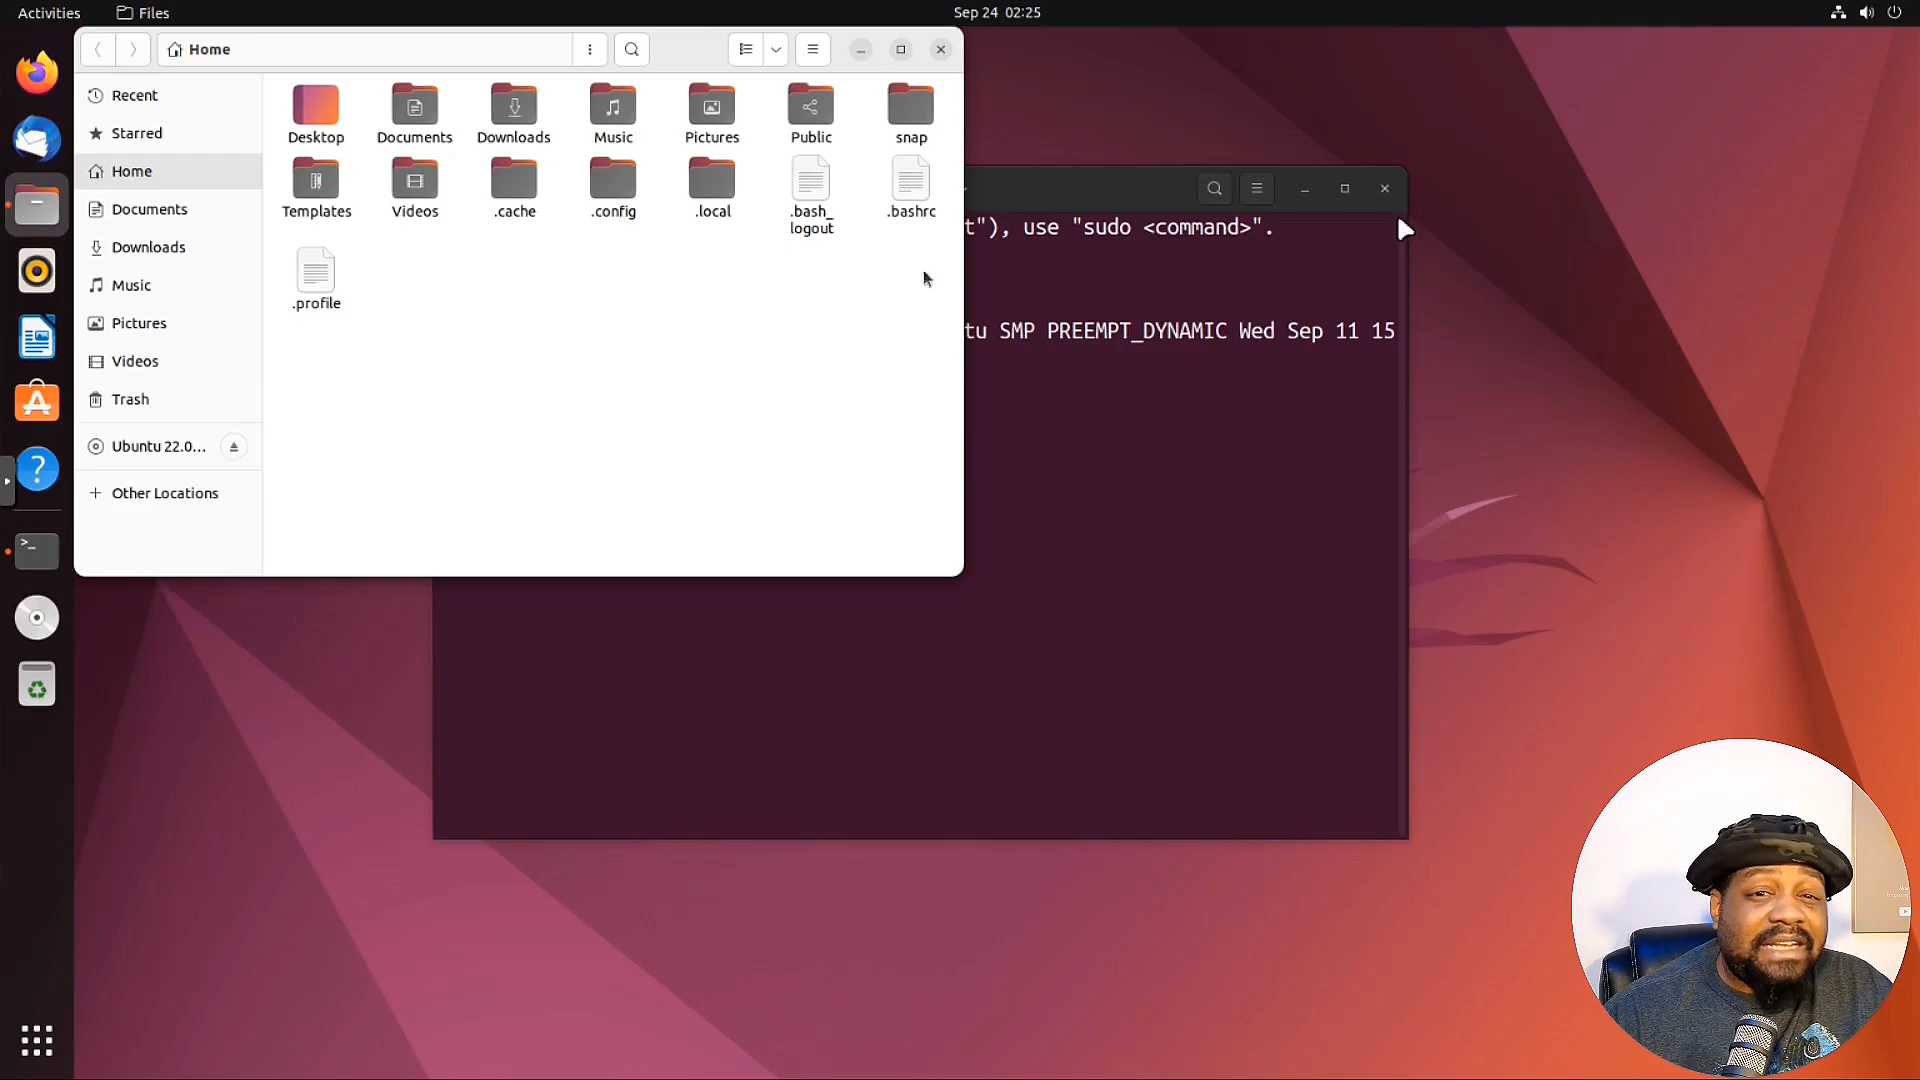 Activities
Files
Sep 24 02:25
Home
Recent
Starred
Home
Documents
Downloads
Music
Pictures
Videos
Trash
Ubuntu 22.0...
Other Locations
Desktop
Documents
Downloads
Music
Pictures
Public
snap
Templates
Videos
.cache
.config
.local
.bash_
logout
.bashrc
.profile
t"), use "sudo <command>".
tu SMP PREEMPT_DYNAMIC Wed Sep 11 15